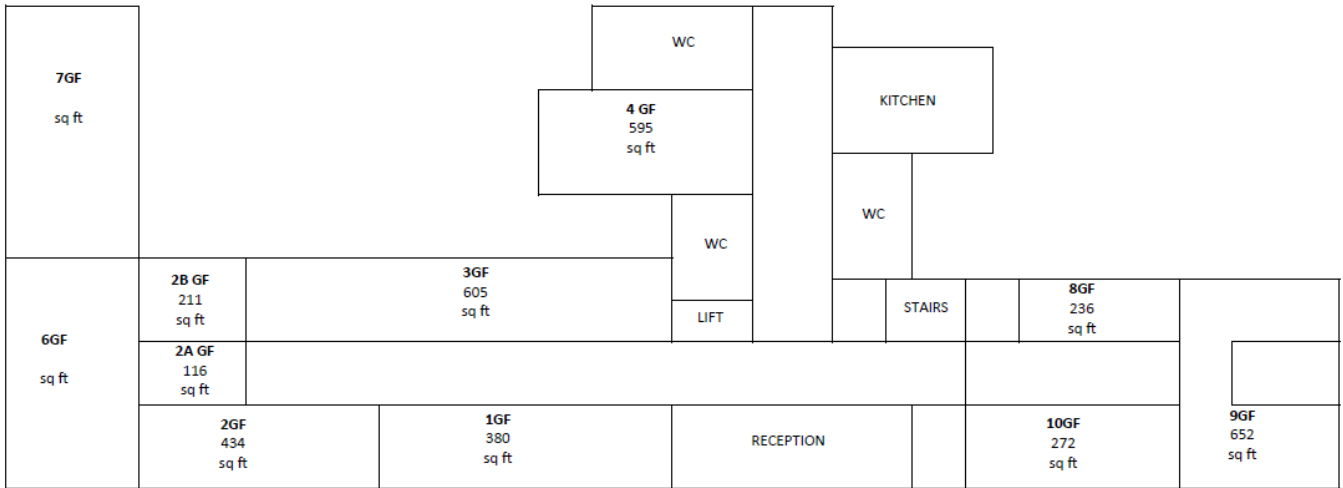 WC
7GF
sq ft
KITCHEN
4 GF
595
sq ft
WC
WC
2B GF
211
sq ft
3GF
605
sq ft
LIFT
STAIRS
8GF
236
sq ft
6GF
sq ft
2A GF
116
sq ft
2GF
434
sq ft
1GF
380
sq ft
RECEPTION
10GF
272
sq ft
9GF
652
sq ft